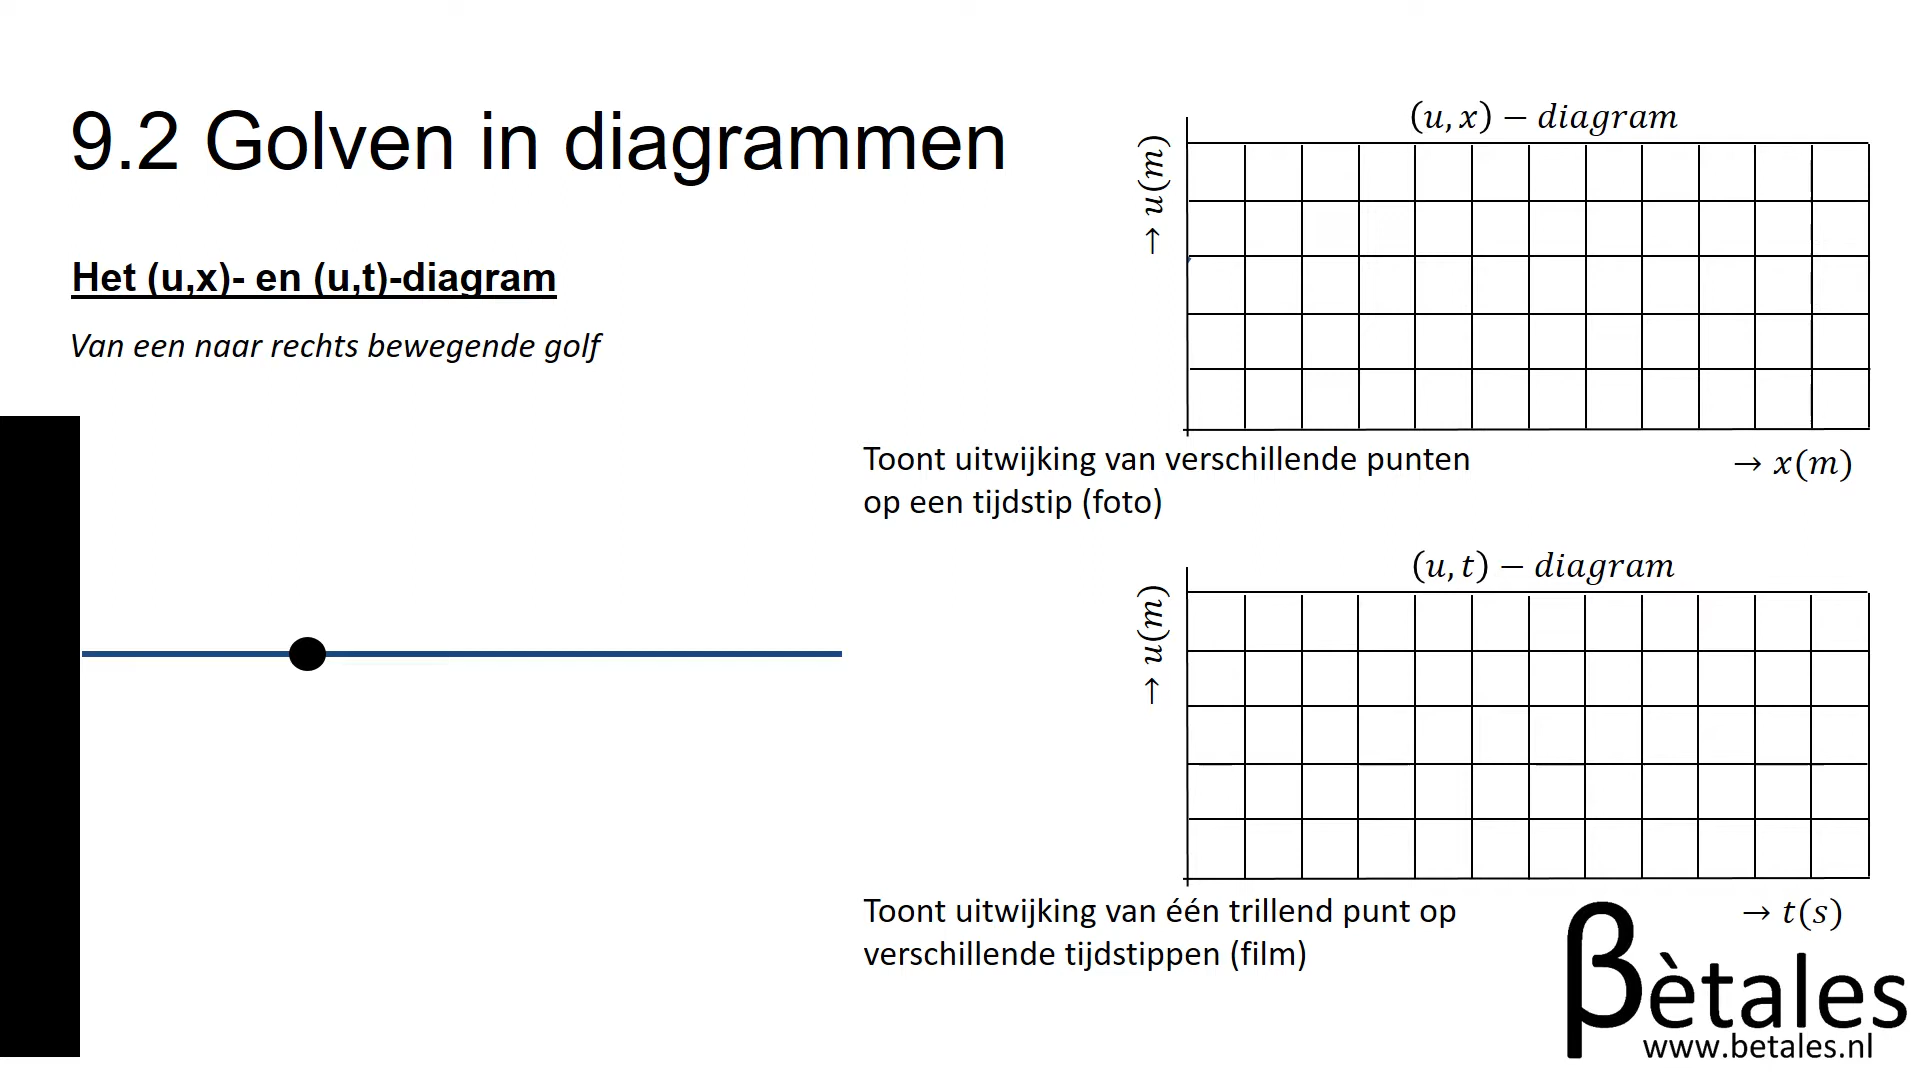 9.2 Golven in diagrammen
Het (u,x)- en (u,t)-diagram
Van een naar rechts bewegende golf
(u, x) − diagram
→ u(m)
Toont uitwijking van verschillende punten
op een tijdstip (foto)
→ x(m)
(u, t) − diagram
→ u(m)
Toont uitwijking van één trillend punt op
verschillende tijdstippen (film)
→ t(s)
βètales
www.betales.nl